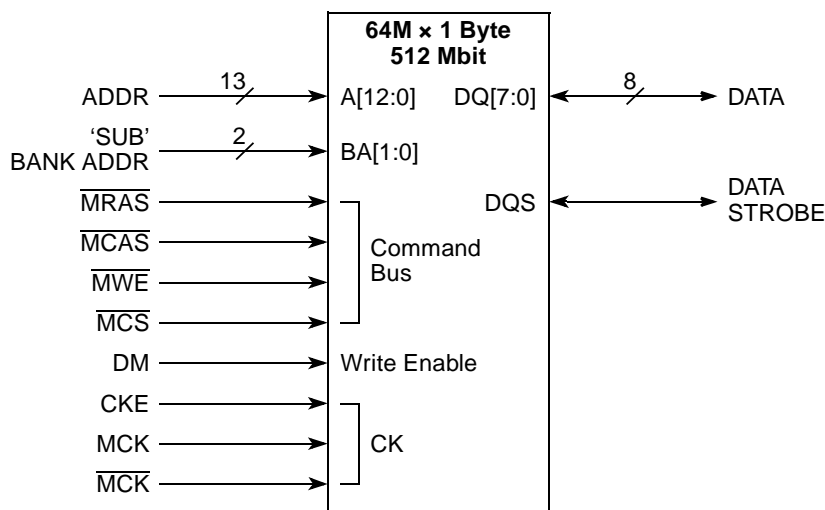 64M × 1 Byte
512 Mbit
ADDR
13
A[12:0]
DQ[7:0]
8
DATA
'SUB'
BANK ADDR
2
BA[1:0]
MRAS
DQS
DATA
STROBE
MCAS
Command
Bus
MWE
MCS
DM
Write Enable
CKE
MCK
CK
MCK